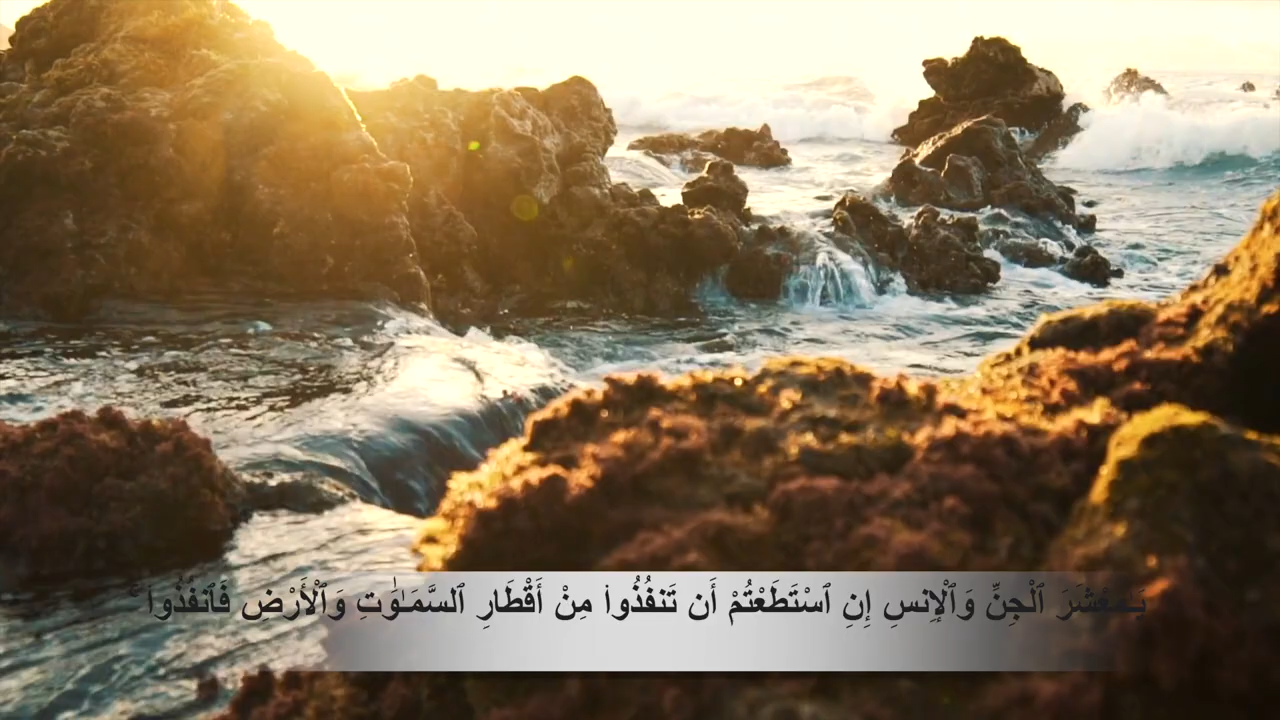 يَـٰمَعْشَرَ ٱلْجِنِّ وَٱلْإِنسِ إِنِ ٱسْتَطَعْتُمْ أَن تَنفُذُوا۟ مِنْ أَقْطَارِ ٱلسَّمَـٰوَٰتِ وَٱلْأَرْضِ فَٱنفُذُوا۟ ۚ